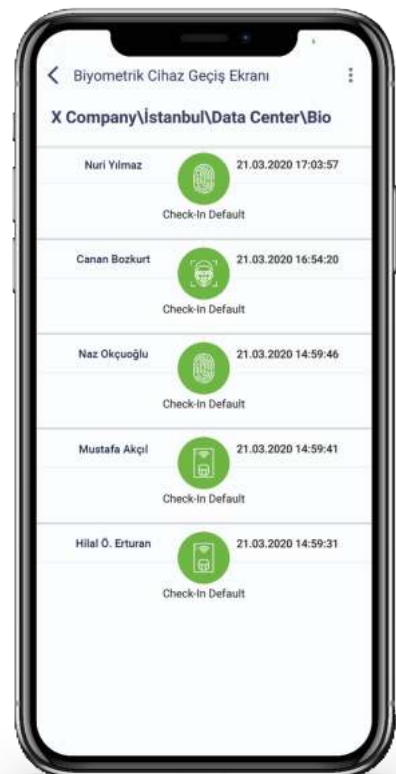 Biyometrik Cihaz Geçiş Ekranı
X Company\İstanbul\Data Center\Bio
Nuri Yılmaz 21.03.2020 17:03:57
Check-In Default
Canan Bozkurt 21.03.2020 16:54:20
Check-In Default
Naz Okçuoğlu 21.03.2020 14:59:46
Check-In Default
Mustafa Akçıl 21.03.2020 14:59:41
Check-In Default
Hilal Ö. Erturan 21.03.2020 14:59:31
Check-In Default